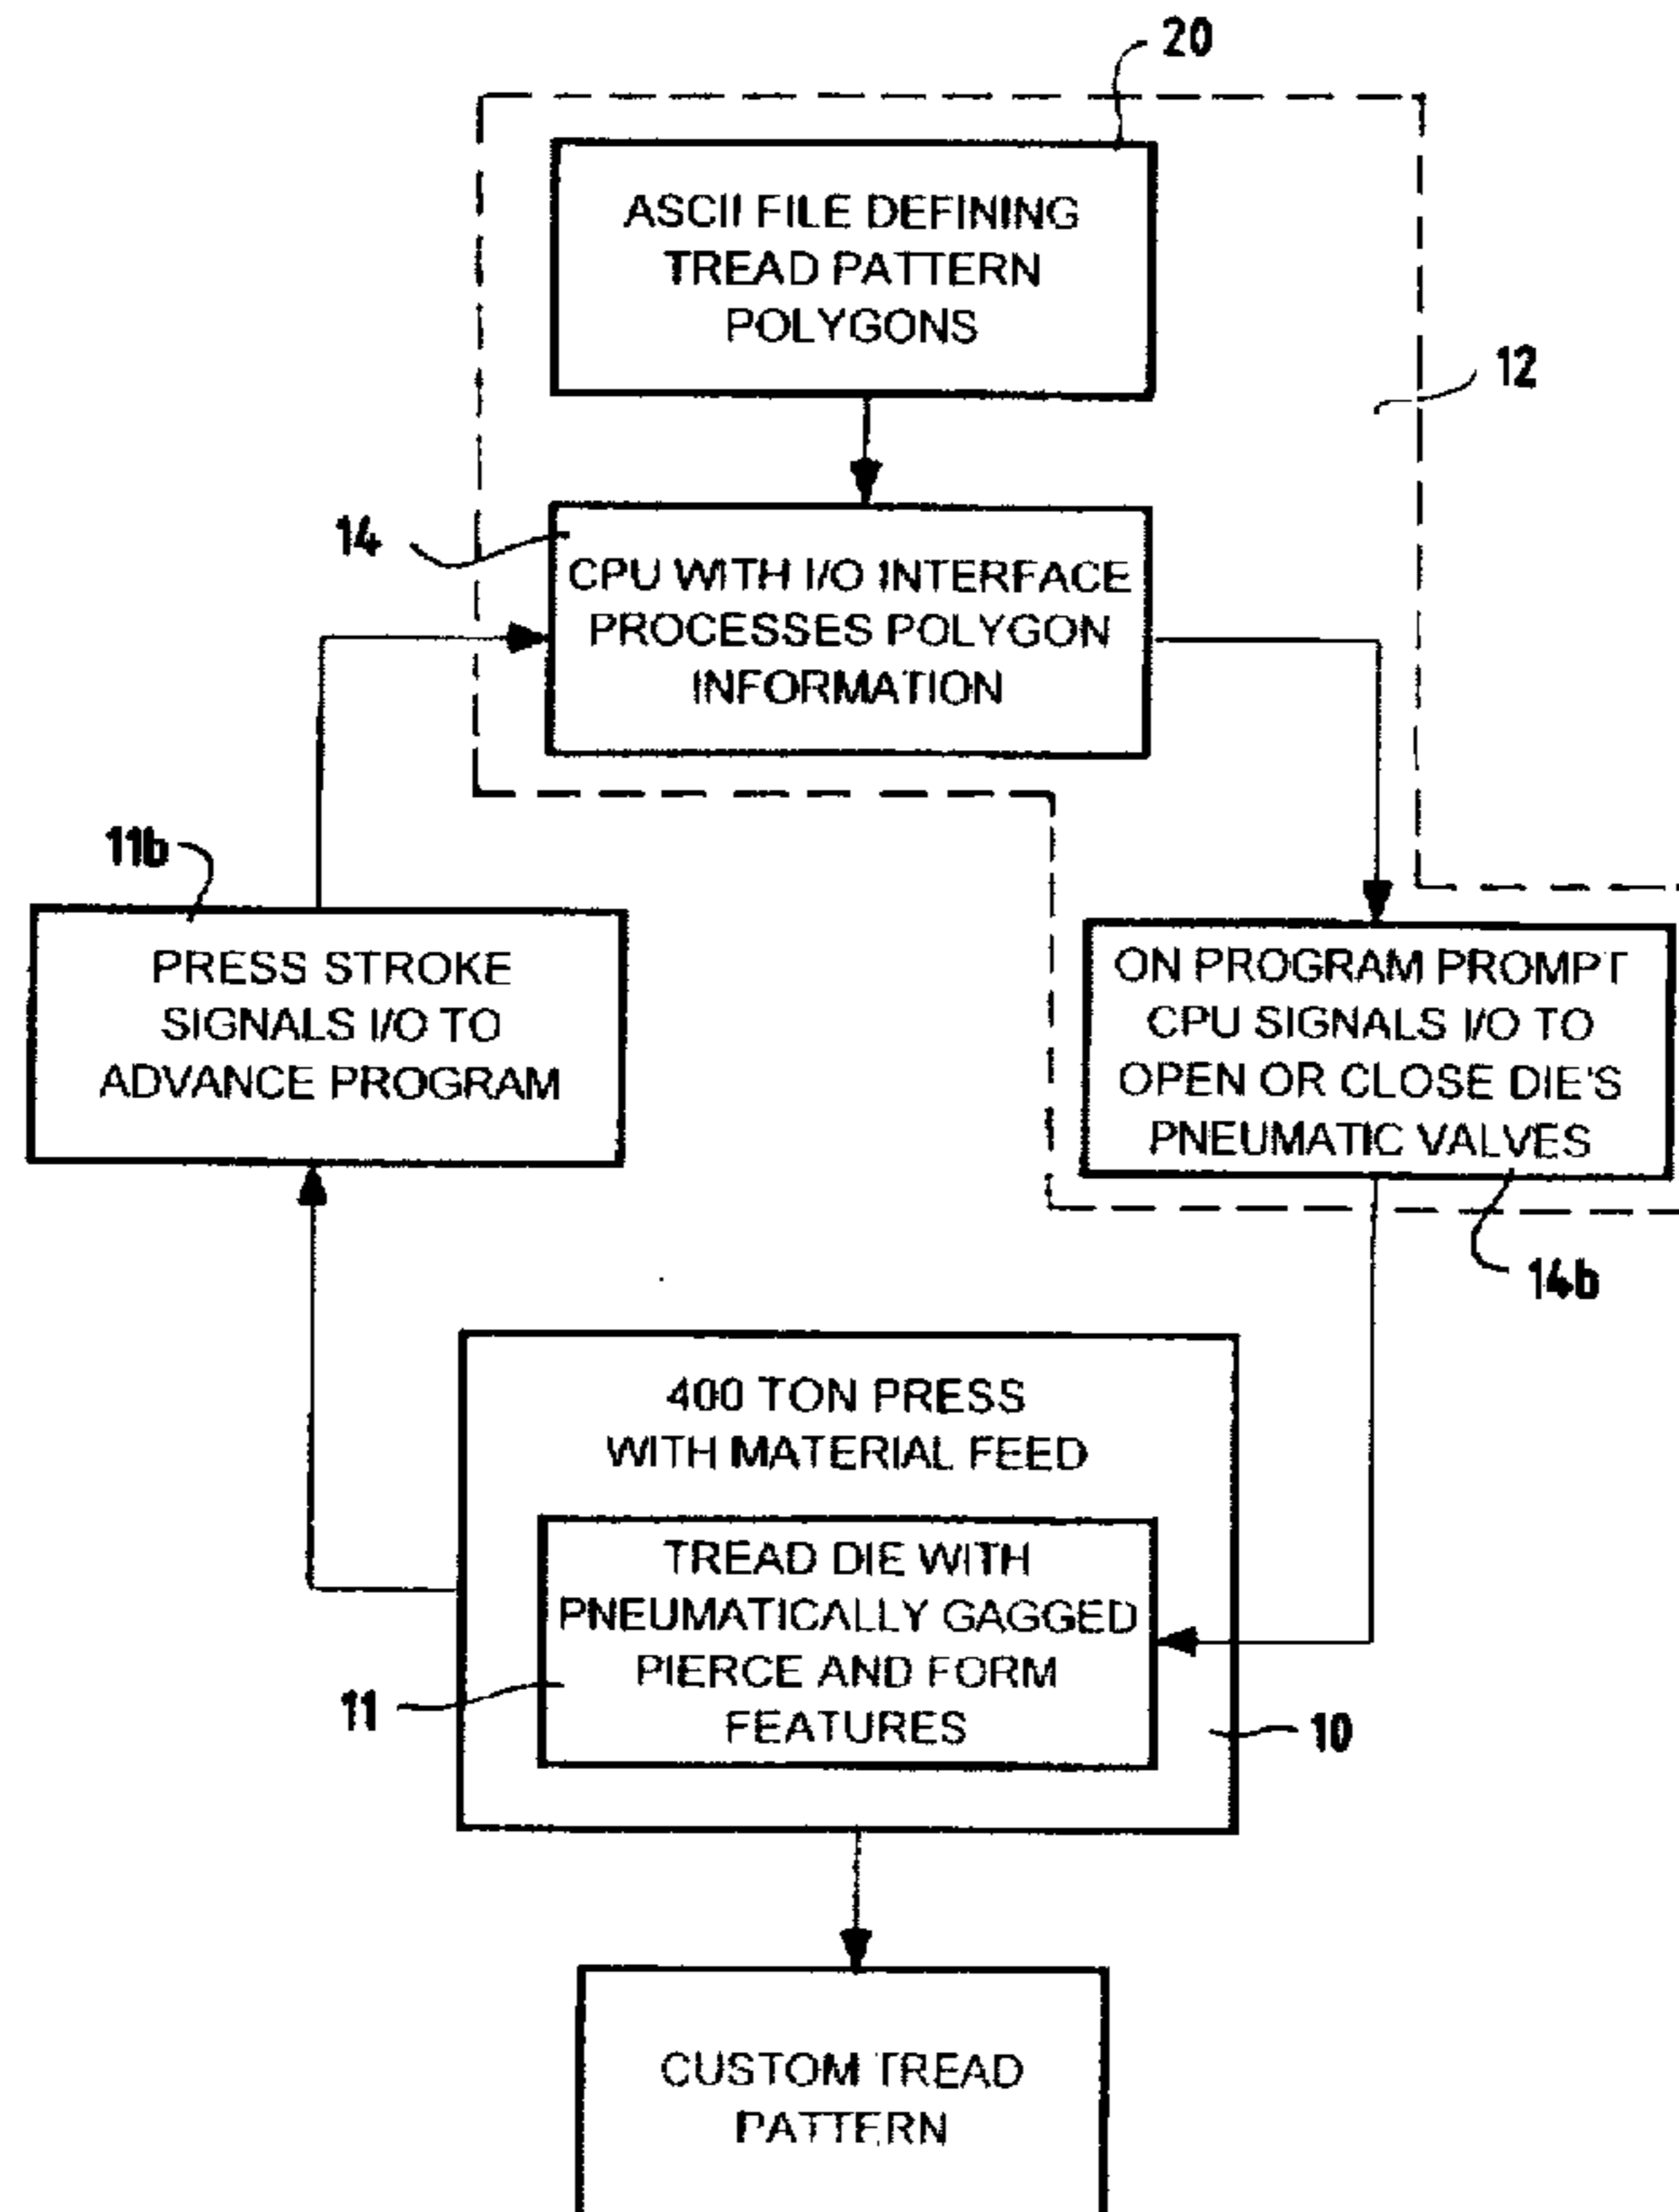 20
ASCII FILE DEFINING
TREAD PATTERN
POLYGONS
12
14
CPU WITH I/O INTERFACE
PROCESSES POLYGON
INFORMATION
11b
PRESS STROKE
SIGNALS I/O TO
ADVANCE PROGRAM
ON PROGRAM PROMPT
CPU SIGNALS I/O TO
OPEN OR CLOSE DIE'S
PNEUMATIC VALVES
14b
400 TON PRESS
WITH MATERIAL FEED
TREAD DIE WITH
PNEUMATICALLY GAGGED
PIERCE AND FORM
FEATURES
11
10
CUSTOM TREAD
PATTERN